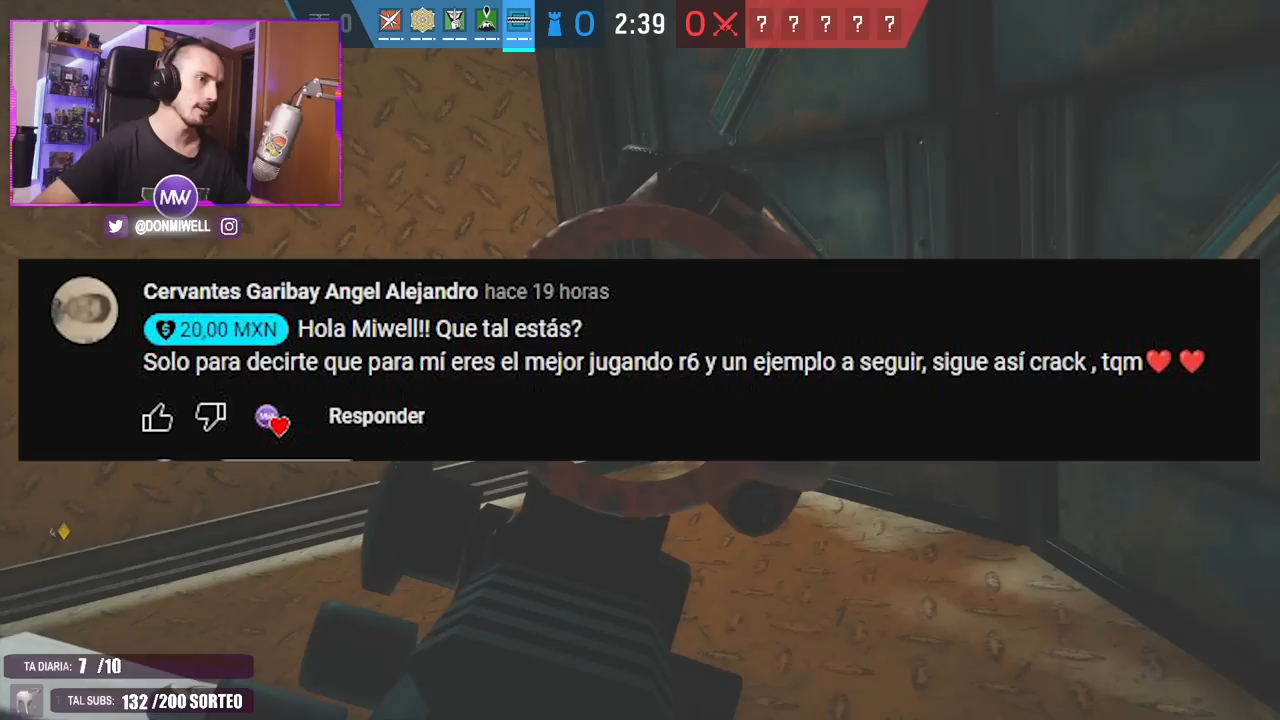 0
0
2:39
0
? ? ? ? ?
MW
@DONMIWELL
Cervantes Garibay Angel Alejandro hace 19 horas
$ 20,00 MXN Hola Miwell!! Que tal estás?
Solo para decirte que para mí eres el mejor jugando r6 y un ejemplo a seguir, sigue así crack , tqm❤️ ❤️
Responder
TA DIARIA: 7 /10
TAL SUBS: 132 /200 SORTEO